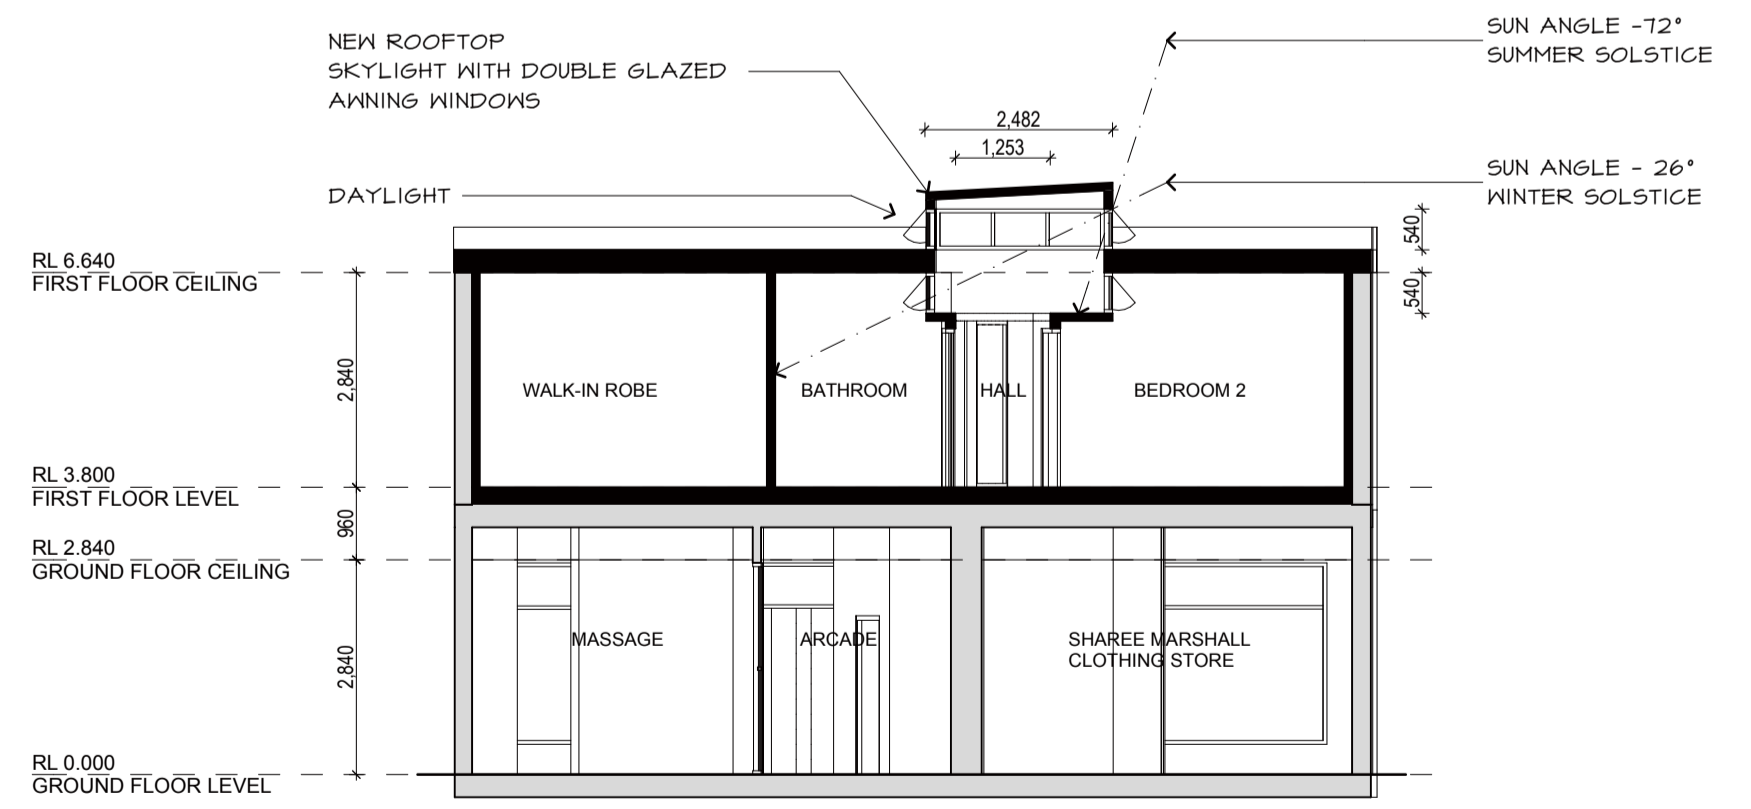 NEW ROOFTOP
SKYLIGHT WITH DOUBLE GLAZED
AWNING WINDOWS
DAYLIGHT
SUN ANGLE -72°
SUMMER SOLSTICE
SUN ANGLE - 26°
WINTER SOLSTICE
2,482
1,253
540
540
RL 6.640
FIRST FLOOR CEILING
2,840
WALK-IN ROBE
BATHROOM
HALL
BEDROOM 2
RL 3.800
FIRST FLOOR LEVEL
960
RL 2.840
GROUND FLOOR CEILING
2,840
MASSAGE
ARCADE
SHAREE MARSHALL
CLOTHING STORE
RL 0.000
GROUND FLOOR LEVEL